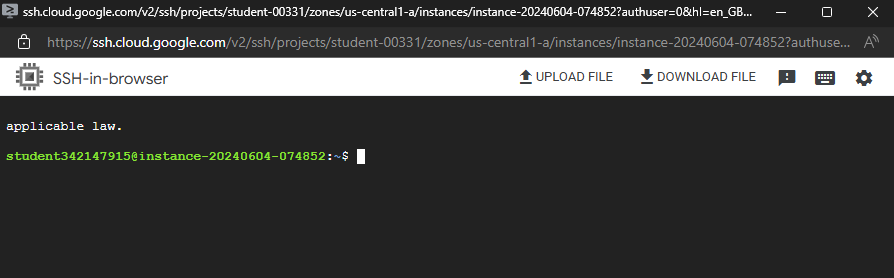 ssh.cloud.google.com/v2/ssh/projects/student-00331/zones/us-central1-a/instances/instance-20240604-074852?authuser=0&hl=en_GB...
https://ssh.cloud.google.com/v2/ssh/projects/student-00331/zones/us-central1-a/instances/instance-20240604-074852?authuse...
SSH-in-browser
UPLOAD FILE
DOWNLOAD FILE
applicable law.
student342147915@instance-20240604-074852:~$